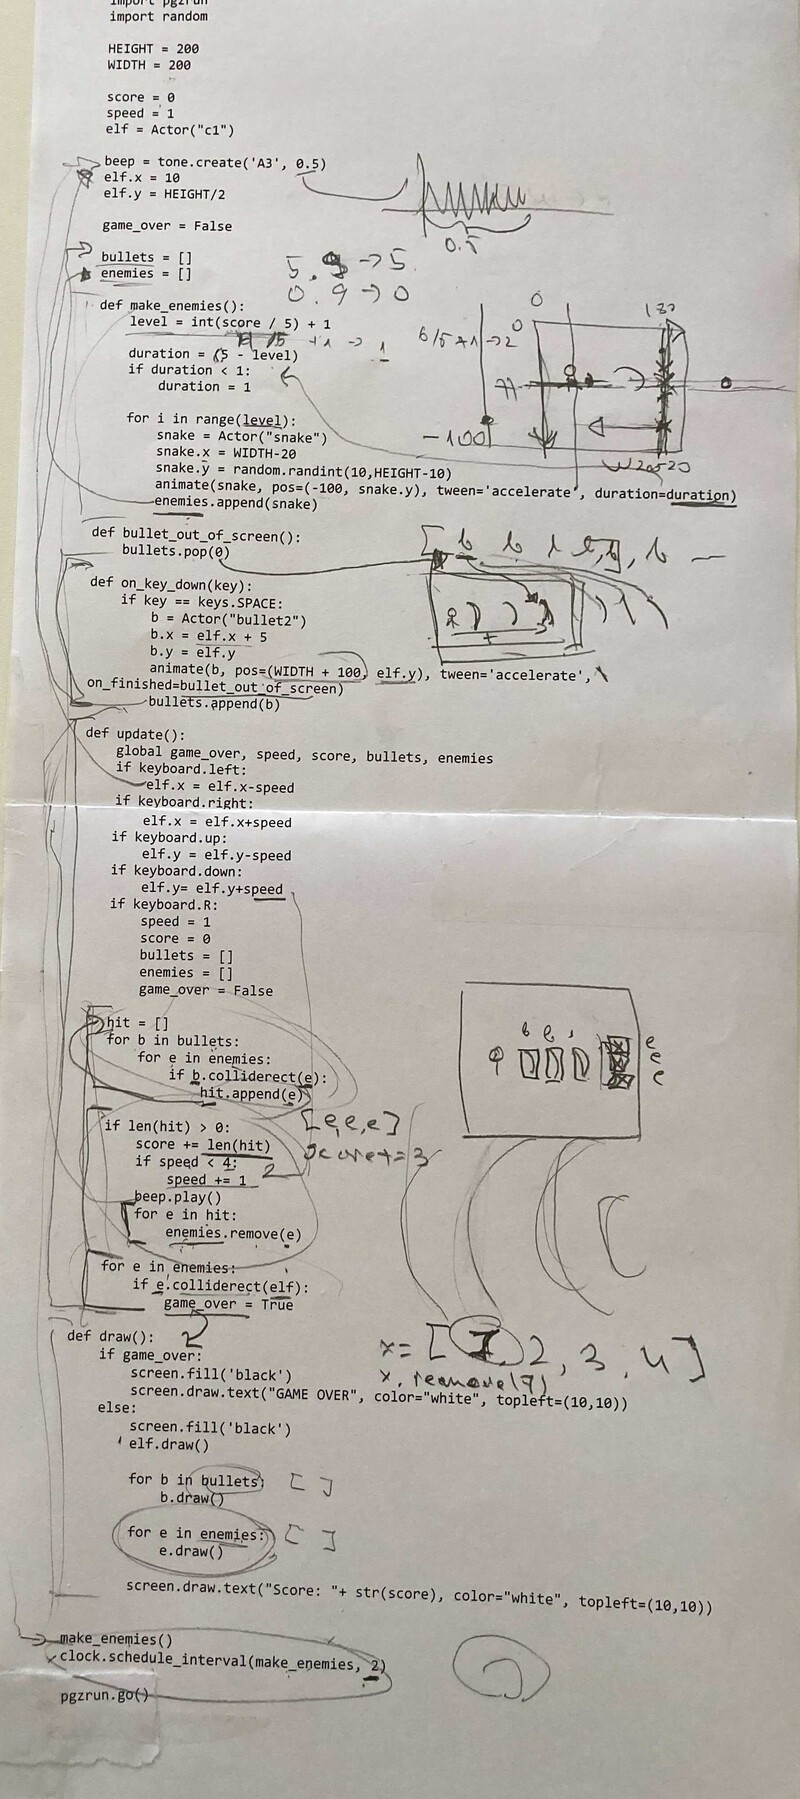 import pgzrun
import random
HEIGHT = 200
WIDTH = 200
score = 0
speed = 1
elf = Actor("c1")
beep = tone.create('A3', 0.5)
elf.x = 10
elf.y = HEIGHT/2
0.5
game_over = False
bullets = []
enemies = []
5.9 → 5
0.9 → 0
def make_enemies():
level = int(score / 5) + 1
+1 → 1
6/5+1 → 2
0
0
180
duration = (5 - level)
if duration < 1:
duration = 1
-100
for i in range(level):
snake = Actor("snake")
snake.x = WIDTH-20
snake.y = random.randint(10,HEIGHT-10)
animate(snake, pos=(-100, snake.y), tween='accelerate', duration=duration)
enemies.append(snake)
def bullet_out_of_screen():
bullets.pop(0)
def on_key_down(key):
if key == keys.SPACE:
b = Actor("bullet2")
b.x = elf.x + 5
b.y = elf.y
animate(b, pos=(WIDTH + 100, elf.y), tween='accelerate',
on_finished=bullet_out_of_screen)
bullets.append(b)
def update():
global game_over, speed, score, bullets, enemies
if keyboard.left:
elf.x = elf.x-speed
if keyboard.right:
elf.x = elf.x+speed
if keyboard.up:
elf.y = elf.y-speed
if keyboard.down:
elf.y= elf.y+speed
if keyboard.R:
speed = 1
score = 0
bullets = []
enemies = []
game_over = False
hit = []
for b in bullets:
for e in enemies:
if b.colliderect(e):
hit.append(e)
e
e
e
if len(hit) > 0:
[e,e,e]
score += len(hit)
score+=3
if speed < 4:
2
speed += 1
beep.play()
for e in hit:
enemies.remove(e)
for e in enemies:
if e.colliderect(elf):
game_over = True
def draw():
x= [ 1 2, 3, 4 ]
if game_over:
screen.fill('black')
screen.draw.text("GAME OVER", color="white", topleft=(10,10))
else:
screen.fill('black')
elf.draw()
for b in bullets:
[ ]
b.draw()
for e in enemies:
[ ]
e.draw()
screen.draw.text("Score: "+ str(score), color="white", topleft=(10,10))
make_enemies()
clock.schedule_interval(make_enemies, 2)
pgzrun.go()